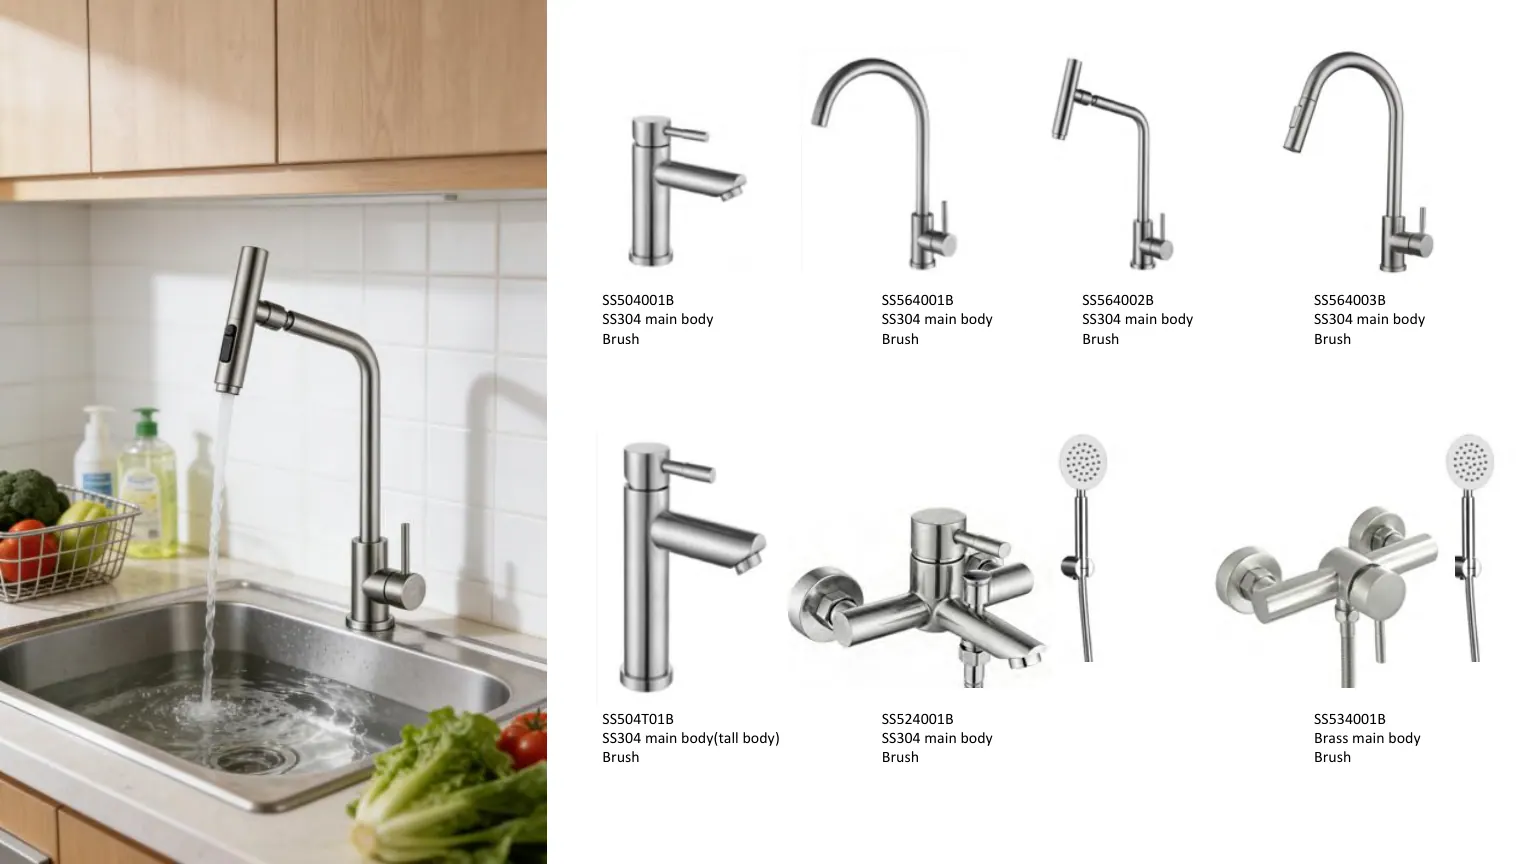 SS504001B
SS304 main body
Brush
SS564001B
SS304 main body
Brush
SS564002B
SS304 main body
Brush
SS564003B
SS304 main body
Brush
SS504T01B
SS304 main body(tall body)
Brush
SS524001B
SS304 main body
Brush
SS534001B
Brass main body
Brush